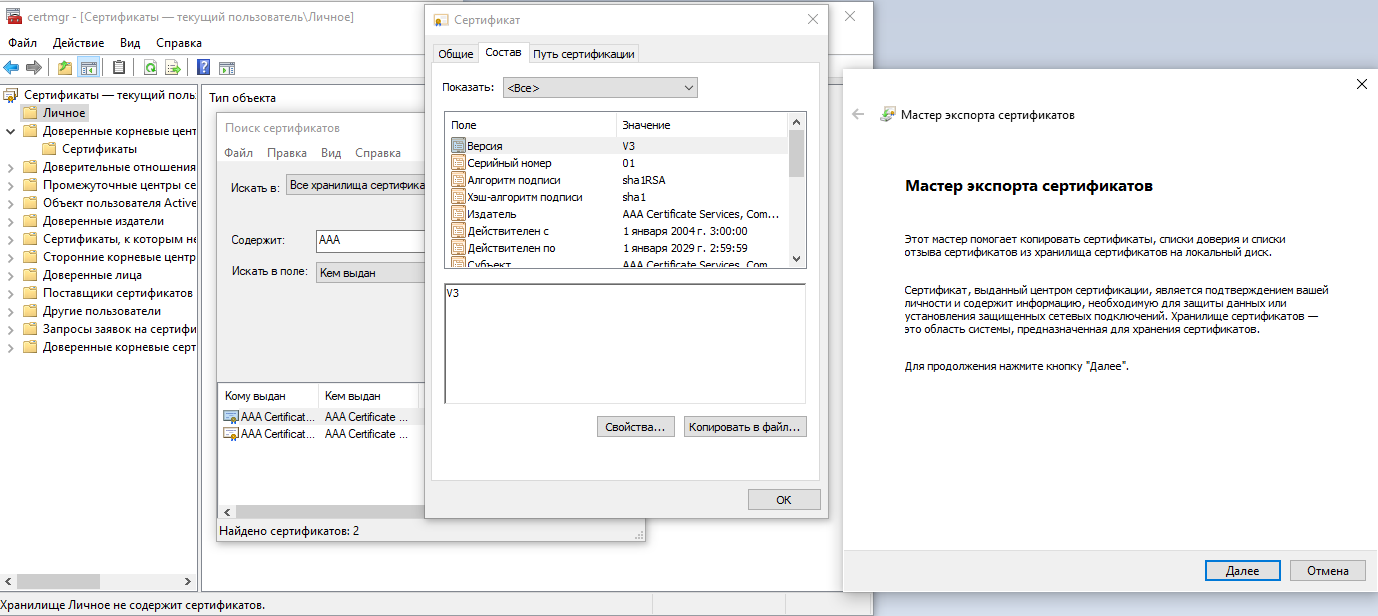 certmgr - [Сертификаты — текущий пользователь\Личное]
Файл Действие Вид Справка
Сертификаты — текущий поль
Личное
Доверенные корневые цент
Сертификаты
Доверительные отношения
Промежуточные центры се
Объект пользователя Active
Доверенные издатели
Сертификаты, к которым не
Сторонние корневые центр
Доверенные лица
Поставщики сертификатов
Другие пользователи
Запросы заявок на сертифи
Доверенные корневые серт
Тип объекта
Поиск сертификатов
Файл Правка Вид Справка
Искать в: Все хранилища сертифика
Содержит: AAA
Искать в поле: Кем выдан
Кому выдан Кем выдан
AAA Certificat... AAA Certificate ...
AAA Certificat... AAA Certificate ...
Найдено сертификатов: 2
Хранилище Личное не содержит сертификатов.
Сертификат
Общие Состав Путь сертификации
Показать: <Все>
Поле Значение
Версия V3
Серийный номер 01
Алгоритм подписи sha1RSA
Хэш-алгоритм подписи sha1
Издатель AAA Certificate Services, Com...
Действителен с 1 января 2004 г. 3:00:00
Действителен по 1 января 2029 г. 2:59:59
Субъект AAA Certificate Services, Com
V3
Свойства... Копировать в файл...
ОК
Мастер экспорта сертификатов
Мастер экспорта сертификатов
Этот мастер помогает копировать сертификаты, списки доверия и списки
отзыва сертификатов из хранилища сертификатов на локальный диск.
Сертификат, выданный центром сертификации, является подтверждением вашей
личности и содержит информацию, необходимую для защиты данных или
установления защищенных сетевых подключений. Хранилище сертификатов —
это область системы, предназначенная для хранения сертификатов.
Для продолжения нажмите кнопку "Далее".
Далее Отмена